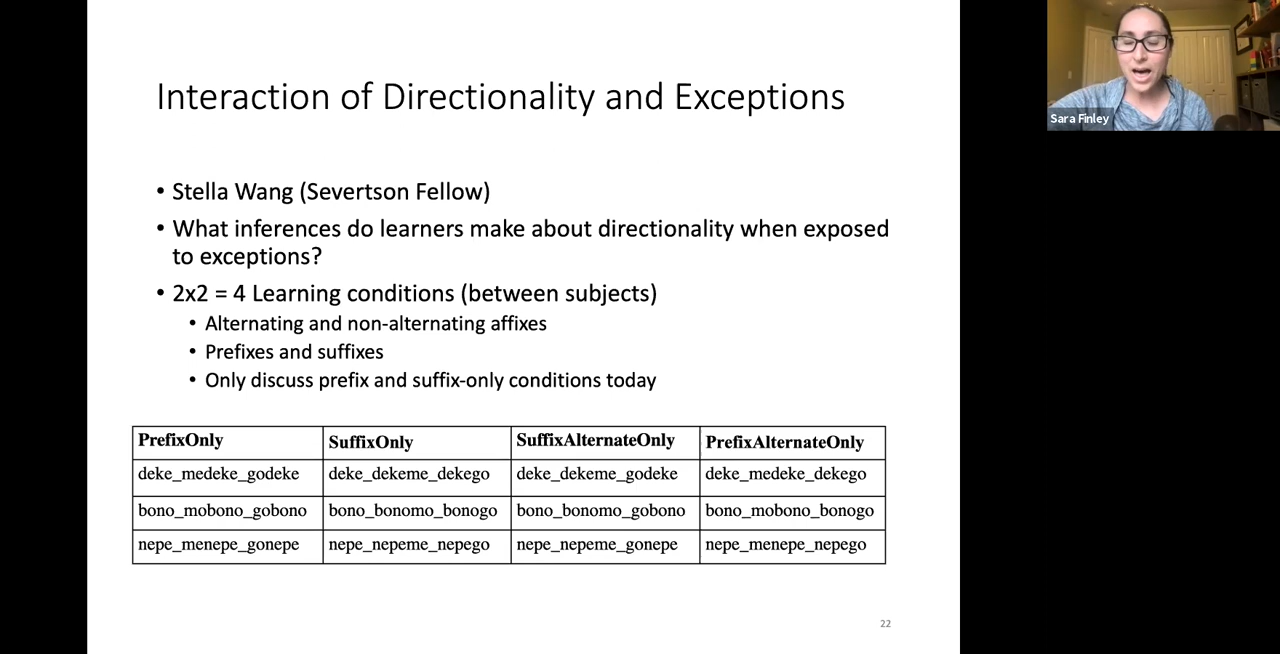 Interaction of Directionality and Exceptions
• Stella Wang (Severtson Fellow)
• What inferences do learners make about directionality when exposed
to exceptions?
• 2x2 = 4 Learning conditions (between subjects)
• Alternating and non-alternating affixes
• Prefixes and suffixes
• Only discuss prefix and suffix-only conditions today
PrefixOnly SuffixOnly SuffixAlternateOnly PrefixAlternateOnly
deke_medeke_godeke deke_dekeme_dekego deke_dekeme_godeke deke_medeke_dekego
bono_mobono_gobono bono_bonomo_bonogo bono_bonomo_gobono bono_mobono_bonogo
nepe_menepe_gonepe nepe_nepeme_nepego nepe_nepeme_gonepe nepe_menepe_nepego
22
Sara Finley